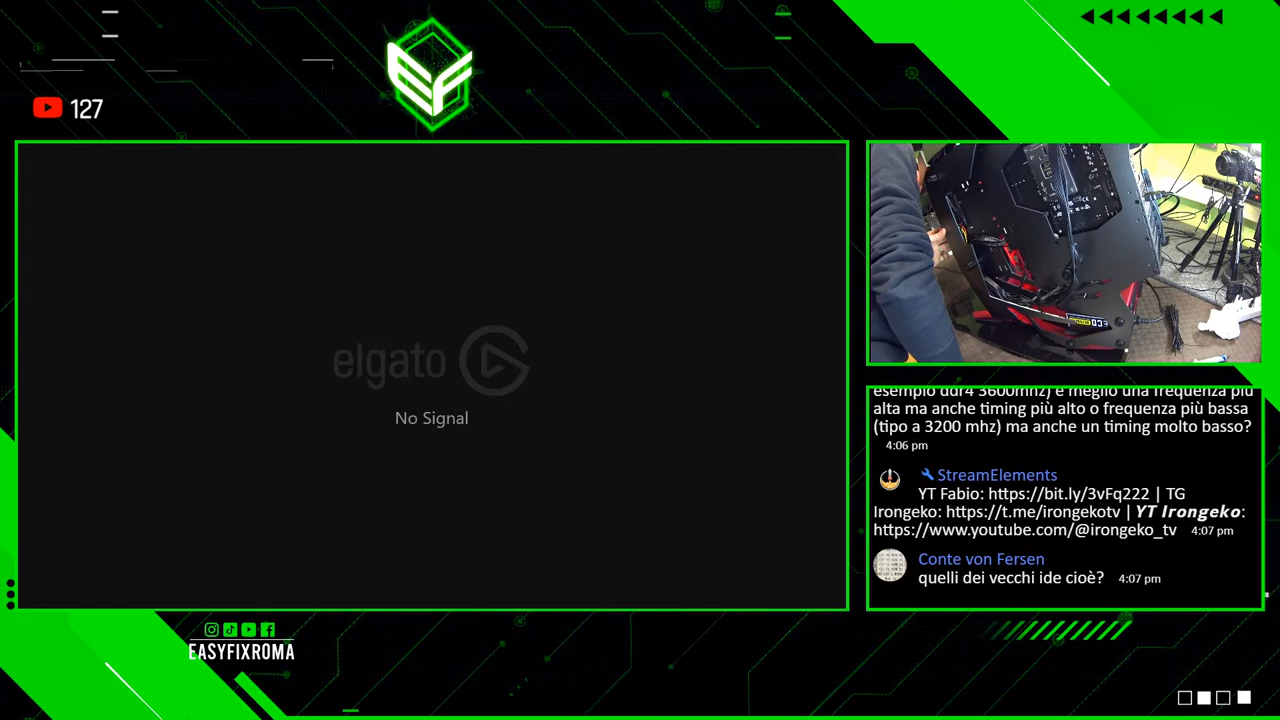 127
EF
elgato
No Signal
esempio ddr4 3600mhz) è meglio una frequenza più
alta ma anche timing più alto o frequenza più bassa
(tipo a 3200 mhz) ma anche un timing molto basso?
4:06 pm
StreamElements
YT Fabio: https://bit.ly/3vFq222 | TG
Irongeko: https://t.me/irongekotv | YT Irongeko:
https://www.youtube.com/@irongeko_tv 4:07 pm
Conte von Fersen
quelli dei vecchi ide cioè? 4:07 pm
EASYFIXROMA